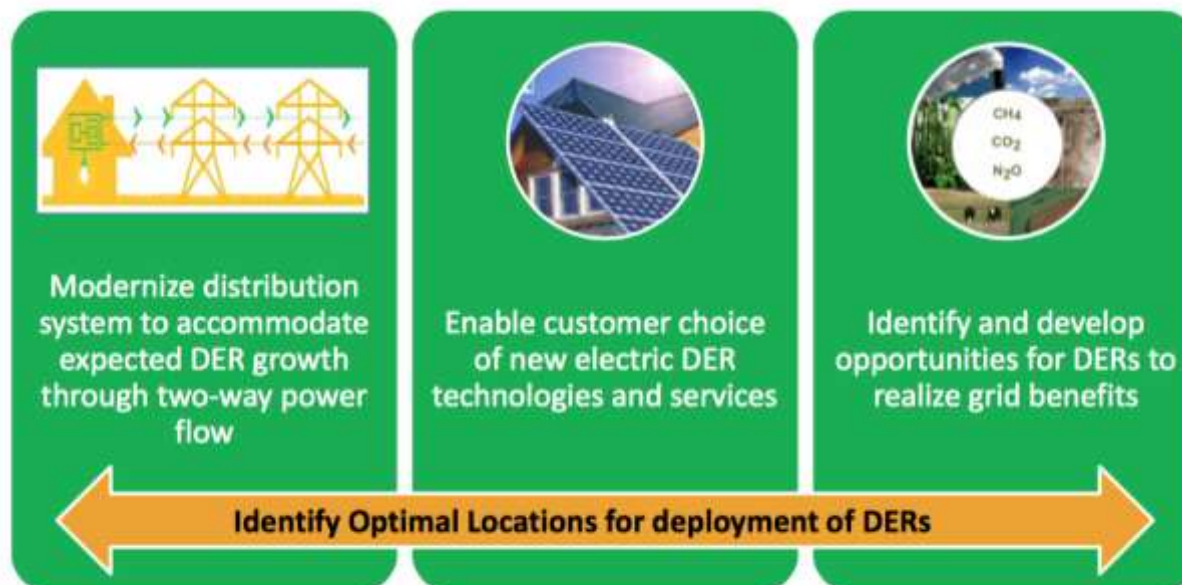 CH4
CO2
N2O
Modernize distribution
system to accommodate
expected DER growth
through two-way power
flow
Enable customer choice
of new electric DER
technologies and services
Identify and develop
opportunities for DERs to
realize grid benefits
Identify Optimal Locations for deployment of DERs